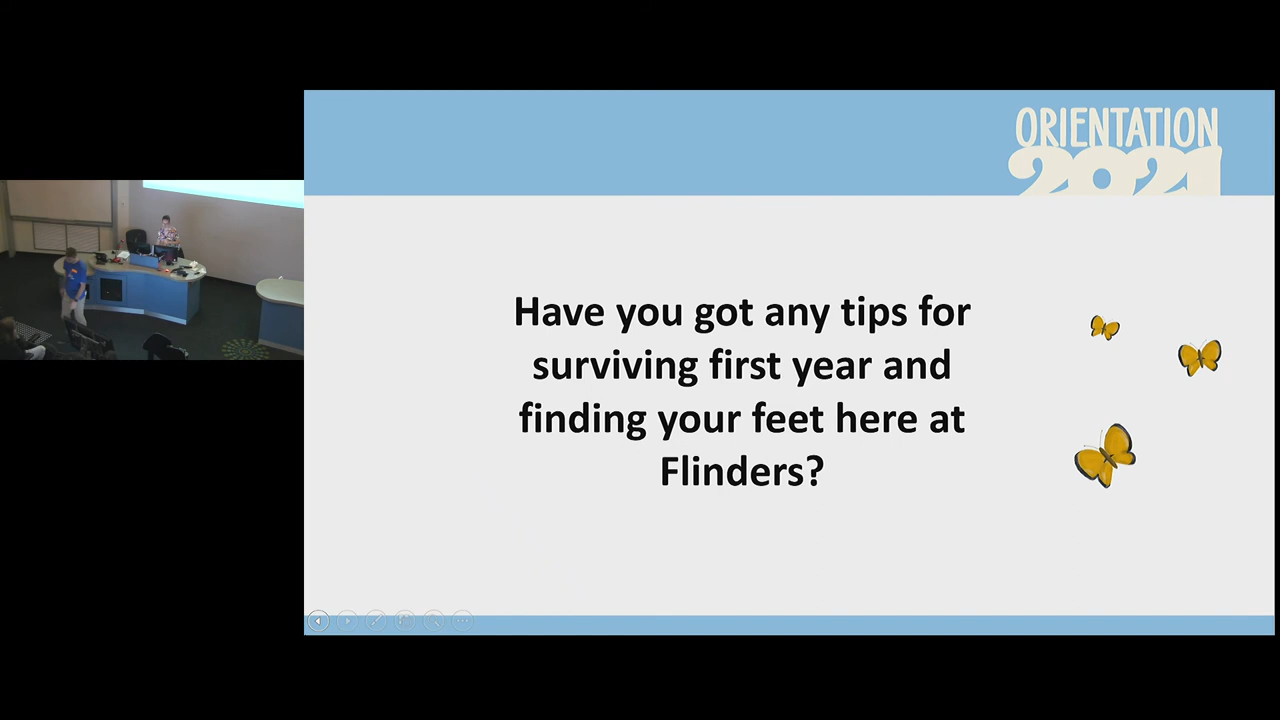 ORIENTATION
2021
Have you got any tips for
surviving first year and
finding your feet here at
Flinders?